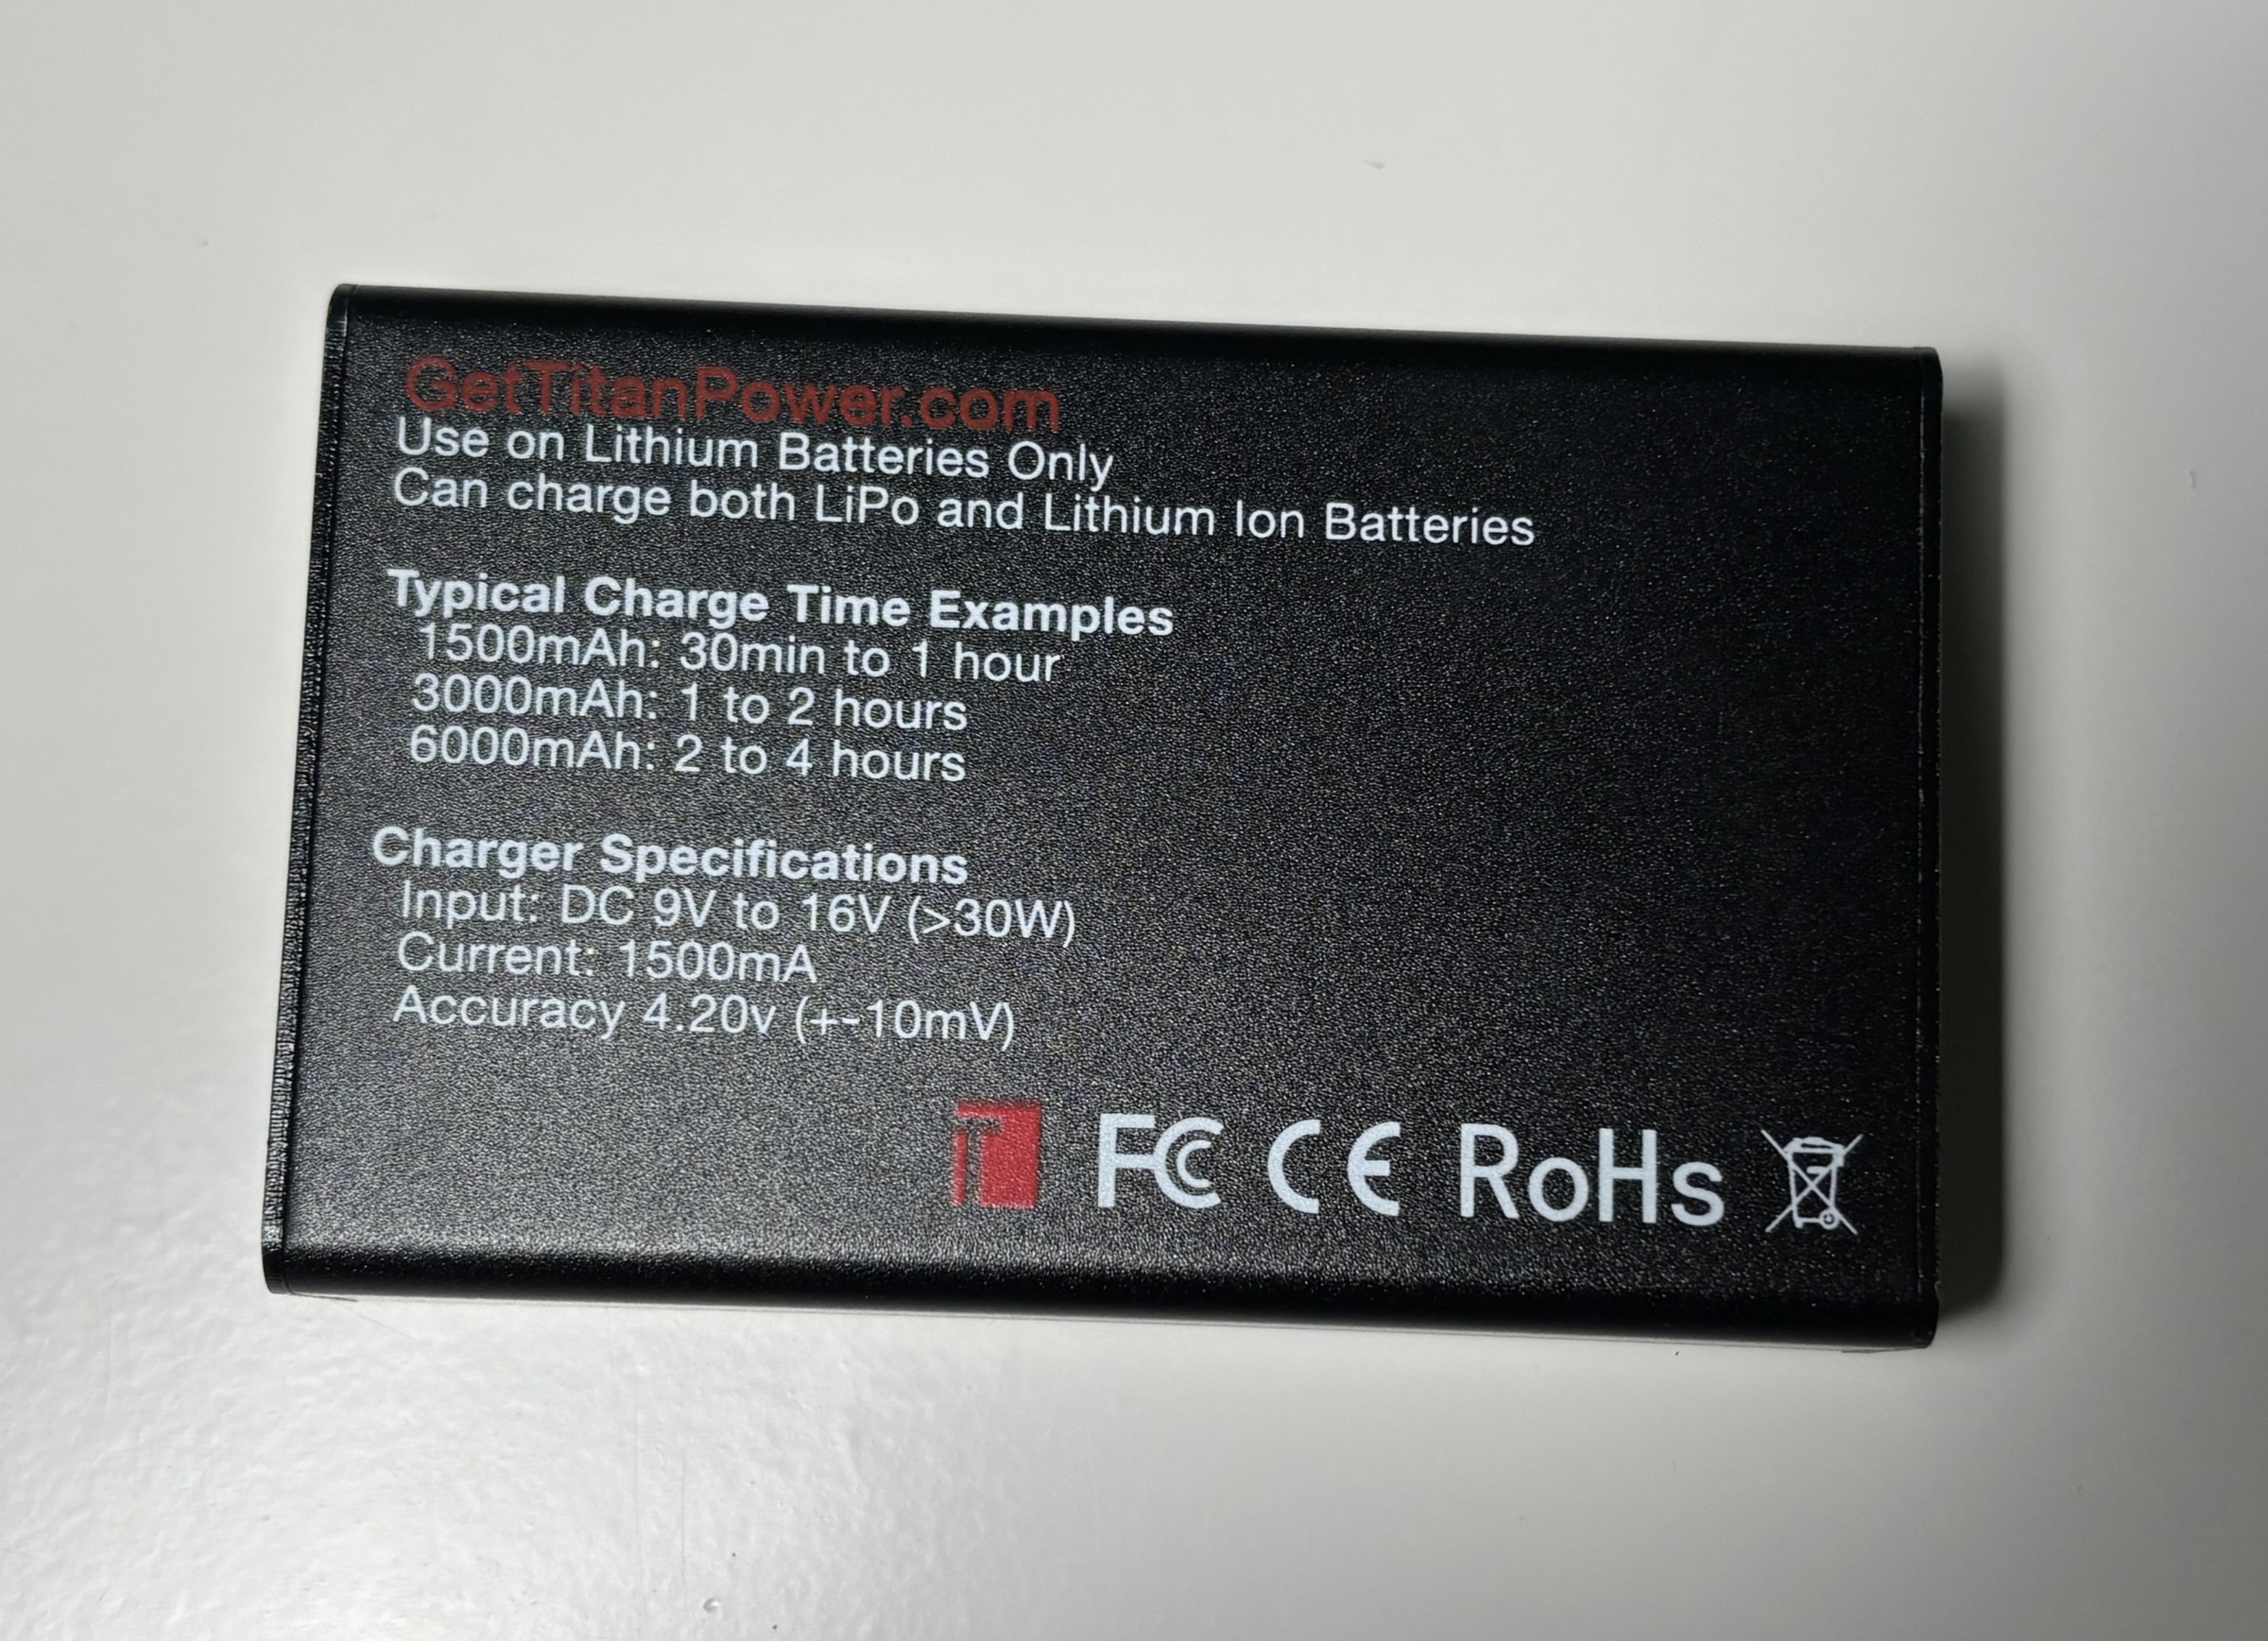 GetTitanPower.com
Use on Lithium Batteries Only
Can charge both LiPo and Lithium Ion Batteries
Typical Charge Time Examples
1500mAh: 30min to 1 hour
3000mAh: 1 to 2 hours
6000mAh: 2 to 4 hours
Charger Specifications
Input: DC 9V to 16V (>30W)
Current: 1500mA
Accuracy 4.20v (+-10mV)
T FC CE RoHs